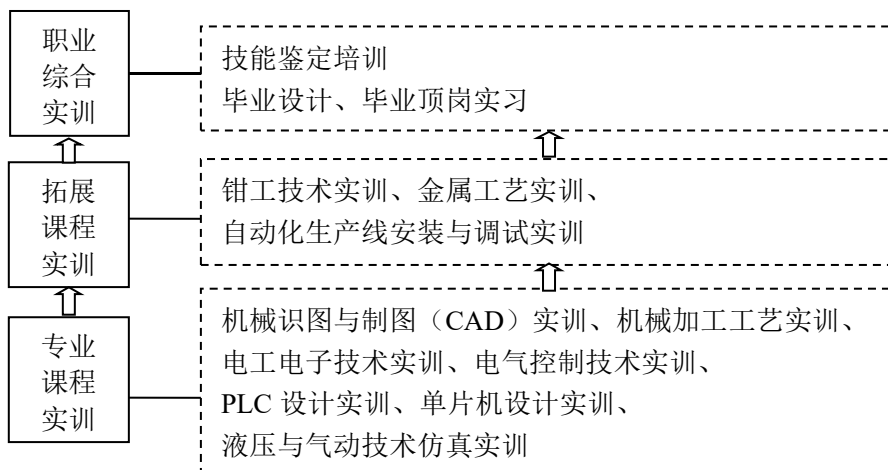 职业
综合
实训
技能鉴定培训
毕业设计、毕业顶岗实习
拓展
课程
实训
钳工技术实训、金属工艺实训、
自动化生产线安装与调试实训
专业
课程
实训
机械识图与制图（CAD）实训、机械加工工艺实训、
电工电子技术实训、电气控制技术实训、
PLC 设计实训、单片机设计实训、
液压与气动技术仿真实训